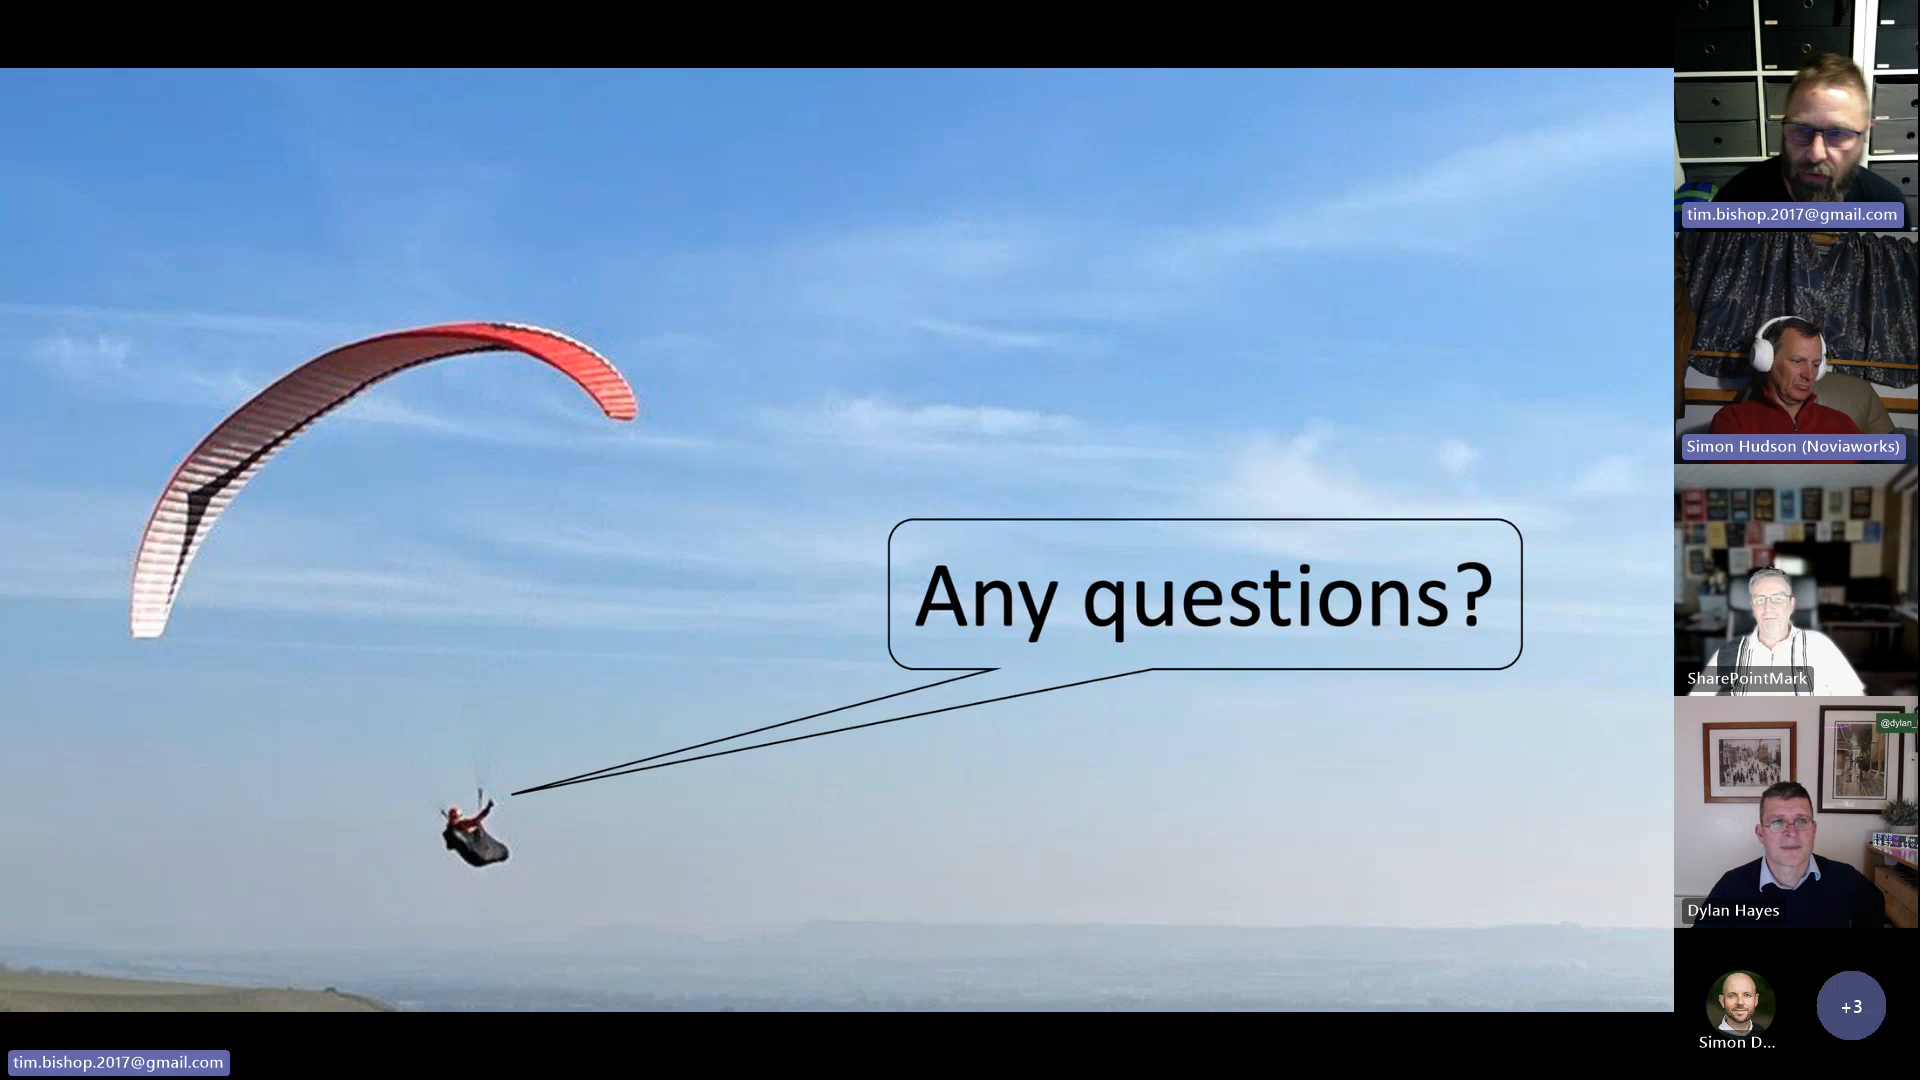 Any questions?
tim.bishop.2017@gmail.com
Simon Hudson (Noviaworks)
SharePointMark
@dylan_
Dylan Hayes
Simon D...
+3
tim.bishop.2017@gmail.com